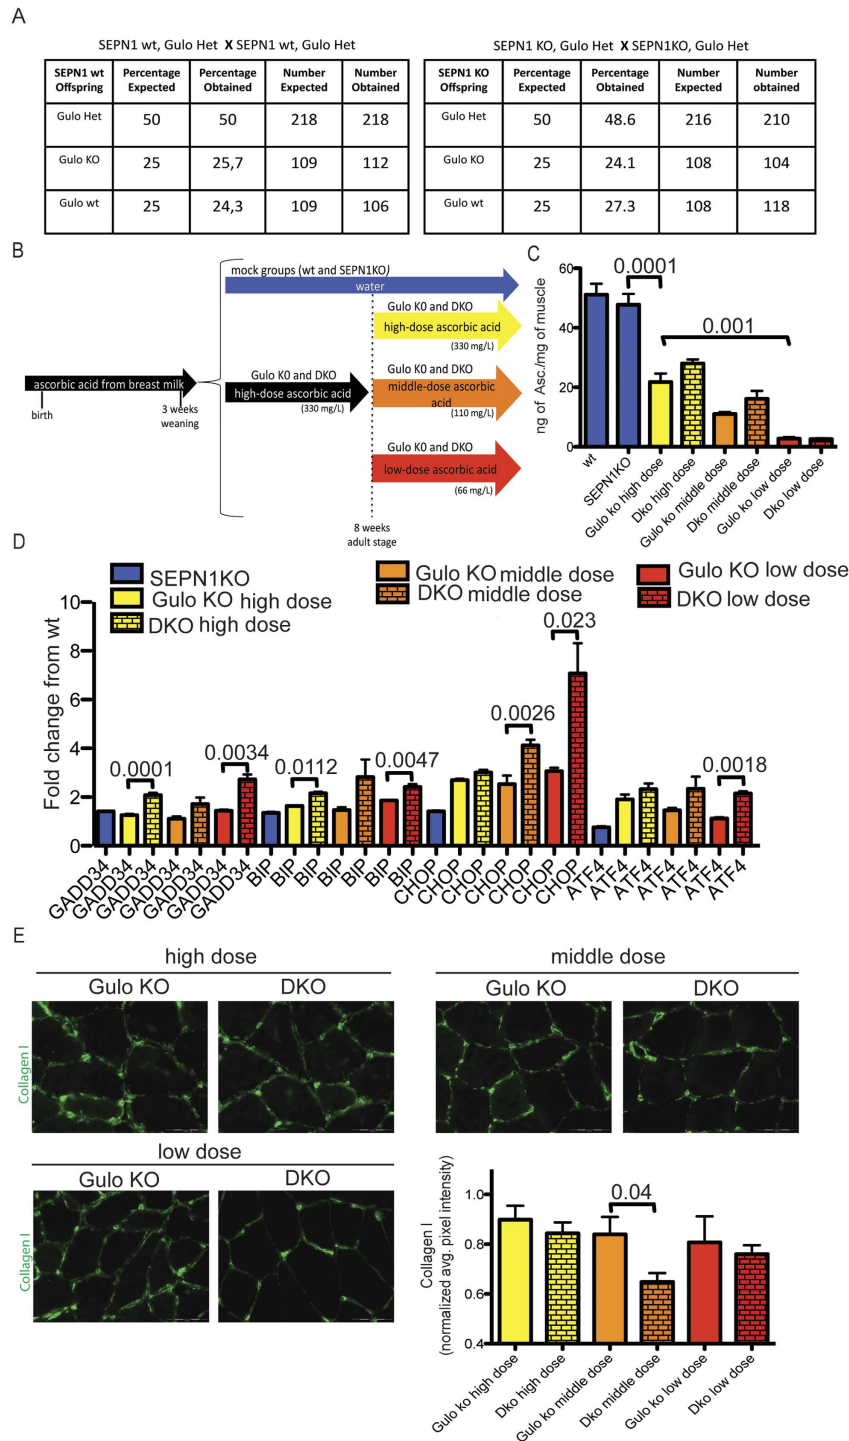 A
SEPN1 wt, Gulo Het X SEPN1 wt, Gulo Het
SEPN1 wt Offspring | Percentage Expected | Percentage Obtained | Number Expected | Number Obtained
Gulo Het | 50 | 50 | 218 | 218
Gulo KO | 25 | 25,7 | 109 | 112
Gulo wt | 25 | 24,3 | 109 | 106
SEPN1 KO, Gulo Het X SEPN1KO, Gulo Het
SEPN1 KO Offspring | Percentage Expected | Percentage Obtained | Number Expected | Number obtained
Gulo Het | 50 | 48.6 | 216 | 210
Gulo KO | 25 | 24.1 | 108 | 104
Gulo wt | 25 | 27.3 | 108 | 118
B
mock groups (wt and SEPN1KO)
water
Gulo K0 and DKO
high-dose ascorbic acid
(330 mg/L)
ascorbic acid from breast milk
birth
3 weeks
weaning
Gulo K0 and DKO
high-dose ascorbic acid
(330 mg/L)
Gulo K0 and DKO
middle-dose ascorbic
acid
(110 mg/L)
Gulo K0 and DKO
low-dose ascorbic acid
(66 mg/L)
8 weeks
adult stage
C
ng of Asc./mg of muscle
60
40
20
0
0.0001
0.001
wt
SEPN1KO
Gulo ko high dose
Dko high dose
Gulo ko middle dose
Dko middle dose
Gulo ko low dose
Dko low dose
D
SEPN1KO
Gulo KO high dose
DKO high dose
Gulo KO middle dose
DKO middle dose
Gulo KO low dose
DKO low dose
Fold change from wt
10
8
6
4
2
0
0.0001
0.0034
0.0112
0.0047
0.0026
0.023
0.0018
GADD34
GADD34
GADD34
GADD34
GADD34
GADD34
GADD34
BIP
BIP
BIP
BIP
BIP
BIP
BIP
CHOP
CHOP
CHOP
CHOP
CHOP
CHOP
CHOP
ATF4
ATF4
ATF4
ATF4
ATF4
ATF4
ATF4
E
high dose
Gulo KO
DKO
Collagen I
middle dose
Gulo KO
DKO
low dose
Gulo KO
DKO
Collagen I
Collagen I
(normalized avg. pixel intensity)
1.0
0.8
0.6
0.4
0.04
Gulo ko high dose
Dko high dose
Gulo ko middle dose
Dko middle dose
Gulo ko low dose
Dko low dose